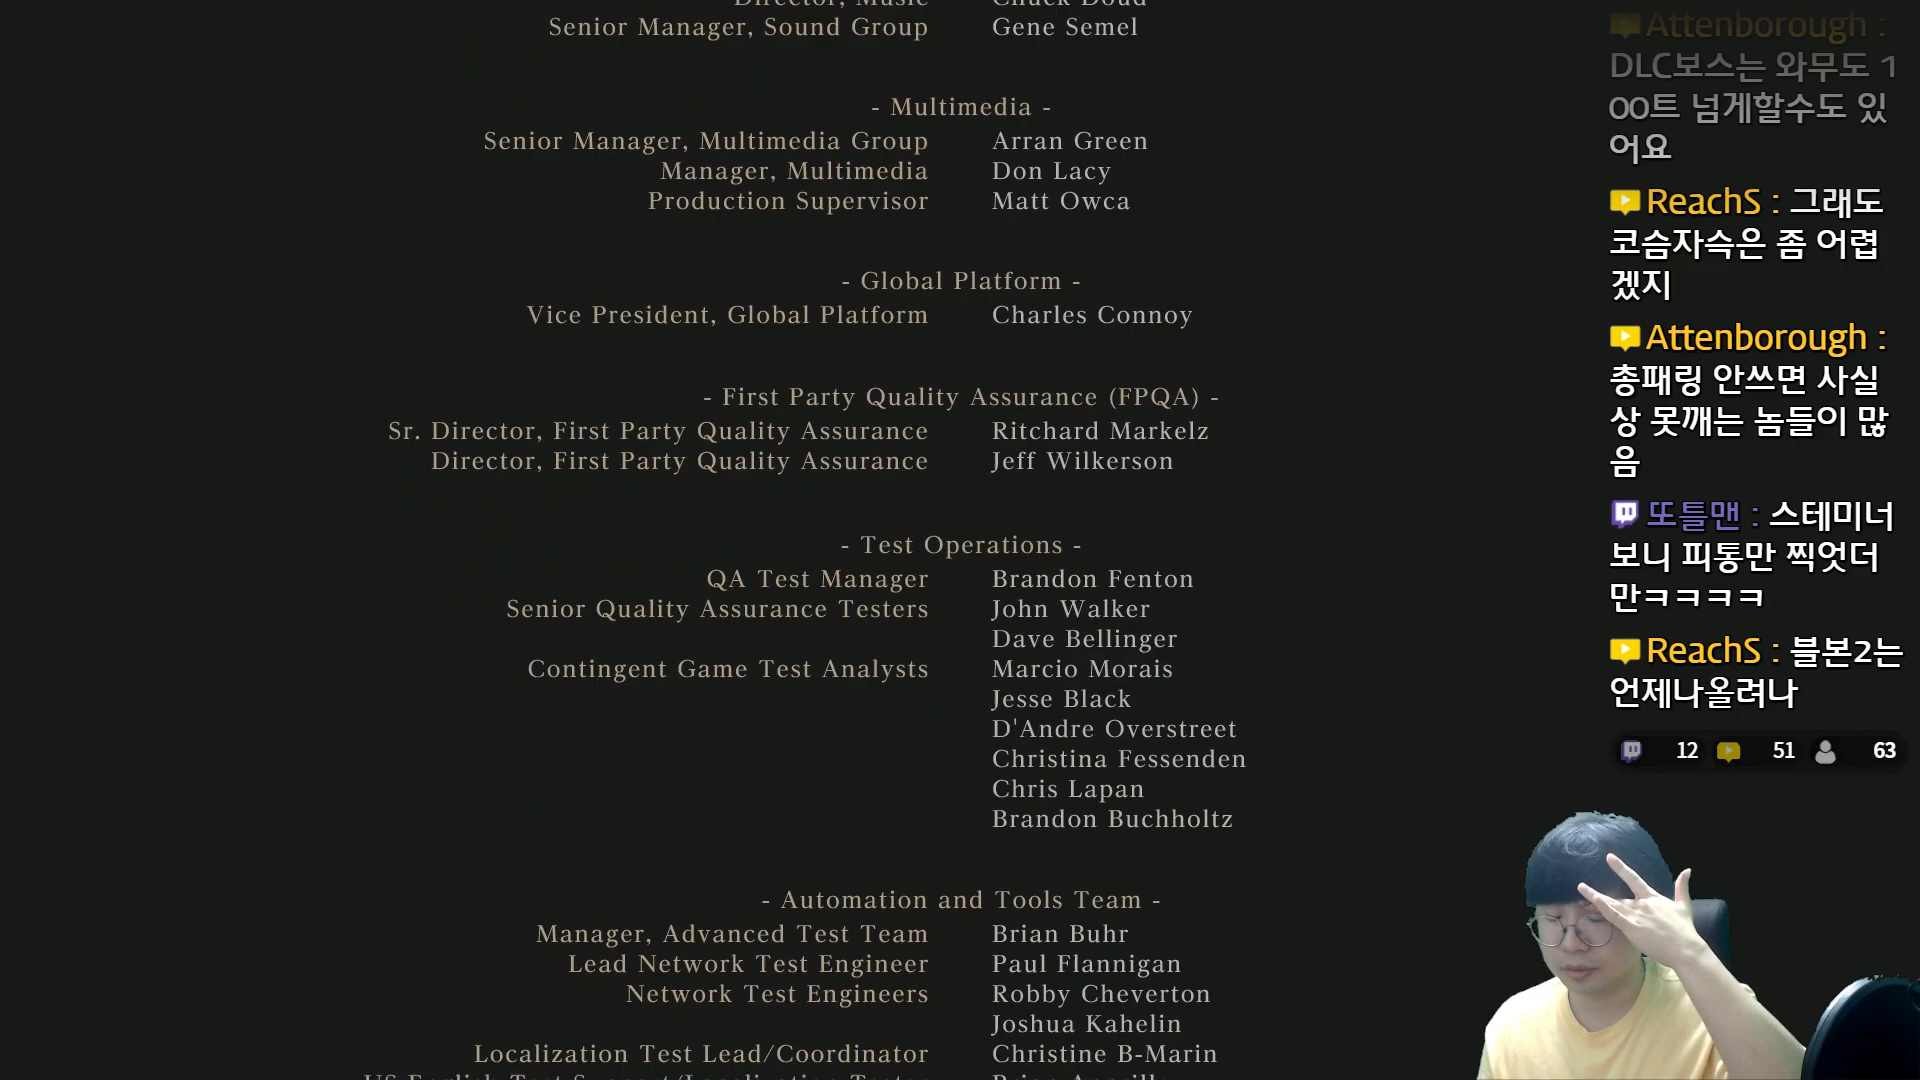 Director, Music Chuck Doud
Senior Manager, Sound Group Gene Semel
- Multimedia -
Senior Manager, Multimedia Group Arran Green
Manager, Multimedia Don Lacy
Production Supervisor Matt Owca
- Global Platform -
Vice President, Global Platform Charles Connoy
- First Party Quality Assurance (FPQA) -
Sr. Director, First Party Quality Assurance Ritchard Markelz
Director, First Party Quality Assurance Jeff Wilkerson
- Test Operations -
QA Test Manager Brandon Fenton
Senior Quality Assurance Testers John Walker
Dave Bellinger
Contingent Game Test Analysts Marcio Morais
Jesse Black
D'Andre Overstreet
Christina Fessenden
Chris Lapan
Brandon Buchholtz
- Automation and Tools Team -
Manager, Advanced Test Team Brian Buhr
Lead Network Test Engineer Paul Flannigan
Network Test Engineers Robby Cheverton
Joshua Kahelin
Localization Test Lead/Coordinator Christine B-Marin
Attenborough :
DLC보스는 와무도 1
00트 넘게할수도 있
어요
ReachS : 그래도
코슴자슥은 좀 어렵
겠지
Attenborough :
총패링 안쓰면 사실
상 못깨는 놈들이 많
음
또틀맨 : 스테미너
보니 피통만 찍엇더
만ㅋㅋㅋㅋ
ReachS : 블본2는
언제나올려나
12 51 63